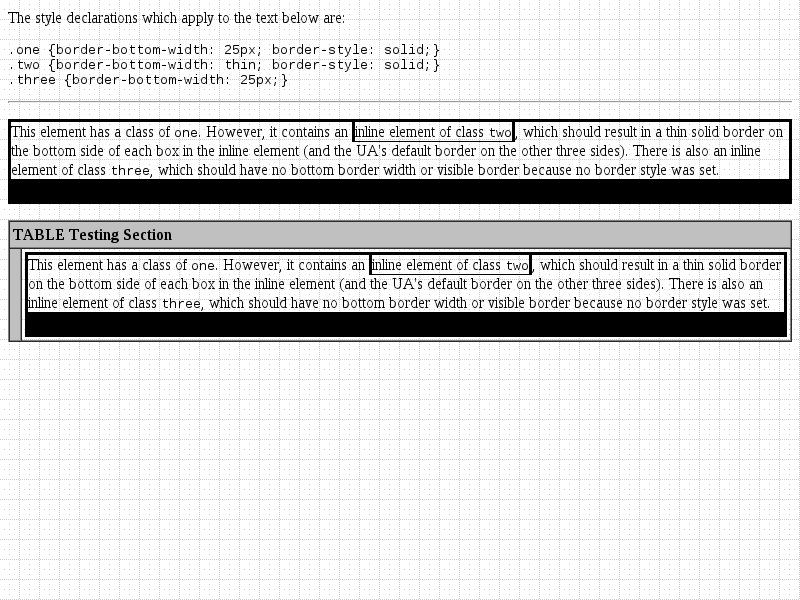 The style declarations which apply to the text below are:
.one {border-bottom-width: 25px; border-style: solid;}
.two {border-bottom-width: thin; border-style: solid;}
.three {border-bottom-width: 25px;}
This element has a class of one. However, it contains an inline element of class two, which should result in a thin solid border on
the bottom side of each box in the inline element (and the UA's default border on the other three sides). There is also an inline
element of class three, which should have no bottom border width or visible border because no border style was set.
TABLE Testing Section
This element has a class of one. However, it contains an inline element of class two, which should result in a thin solid border
on the bottom side of each box in the inline element (and the UA's default border on the other three sides). There is also an
inline element of class three, which should have no bottom border width or visible border because no border style was set.